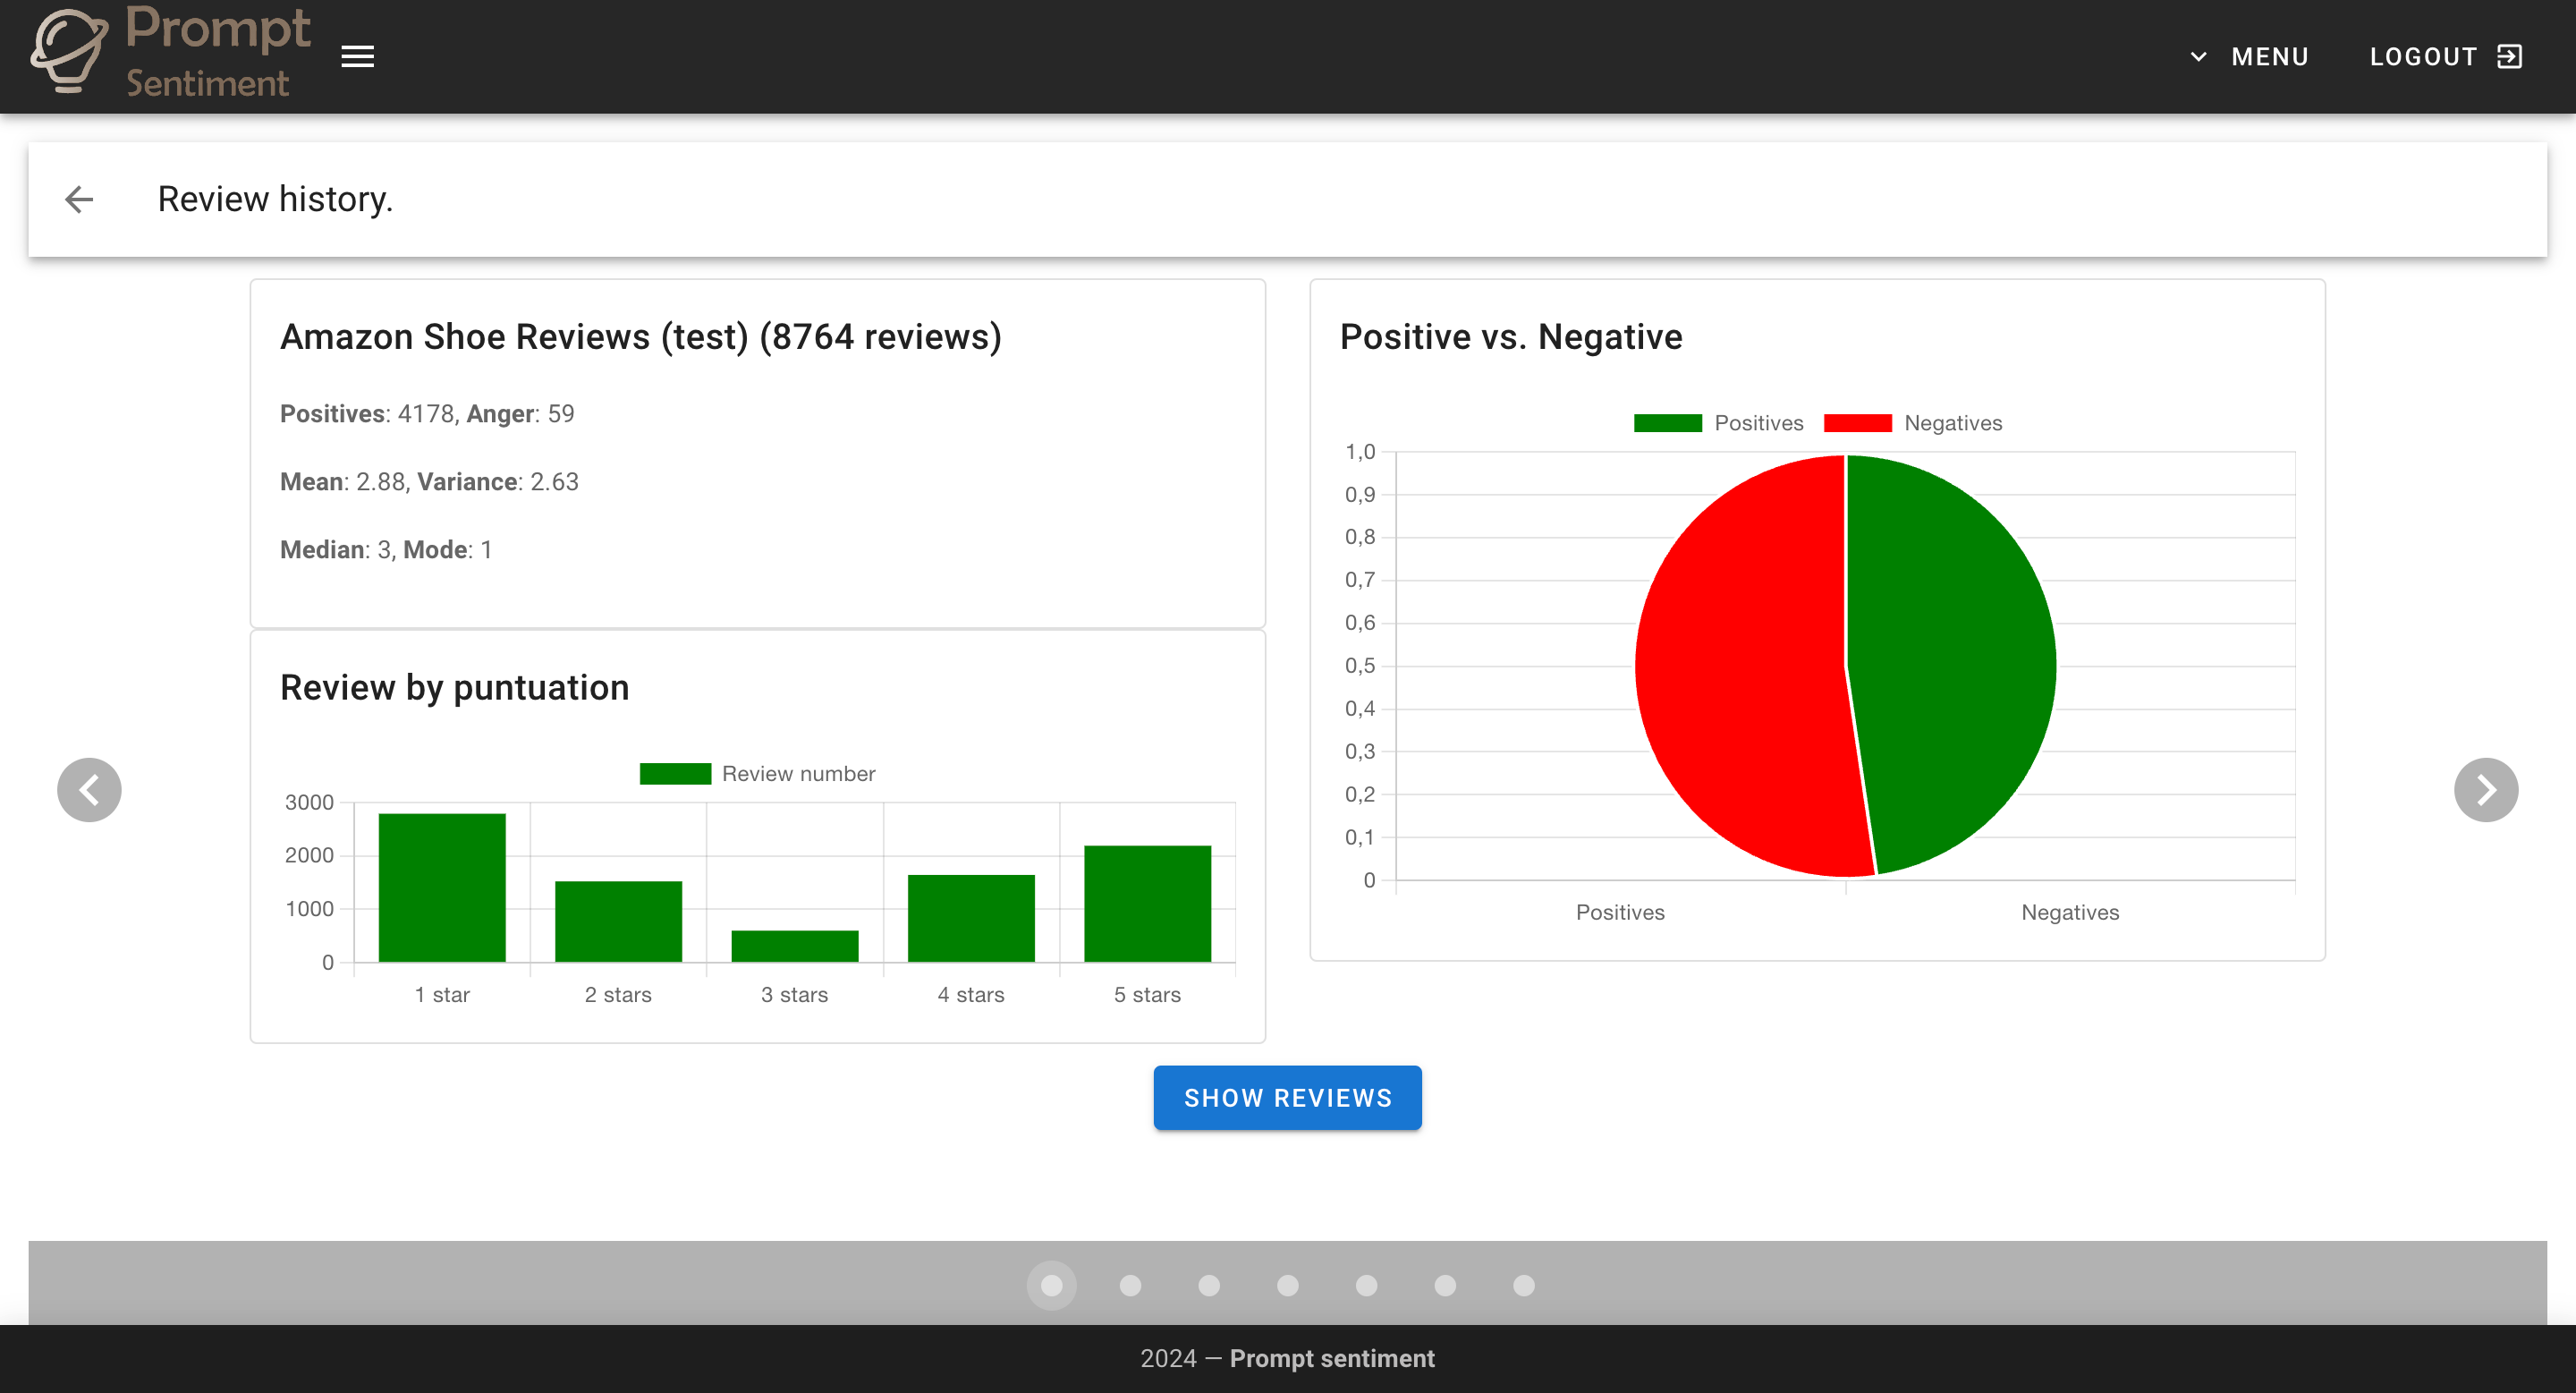 Prompt
Sentiment
MENU
LOGOUT
Review history.
Amazon Shoe Reviews (test) (8764 reviews)
Positives: 4178, Anger: 59
Mean: 2.88, Variance: 2.63
Median: 3, Mode: 1
Review by puntuation
Review number
3000
2000
1000
0
1 star
2 stars
3 stars
4 stars
5 stars
Positive vs. Negative
Positives
Negatives
1,0
0,9
0,8
0,7
0,6
0,5
0,4
0,3
0,2
0,1
0
Positives
Negatives
SHOW REVIEWS
2024 — Prompt sentiment